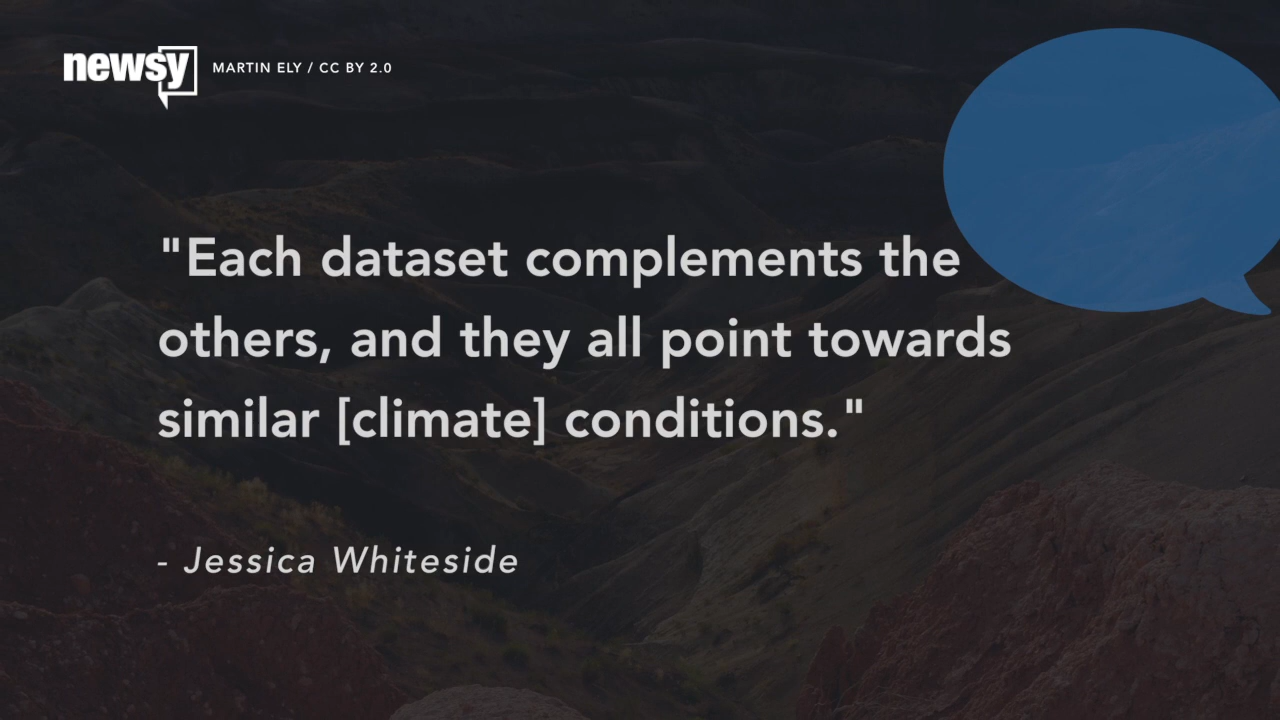 newsy MARTIN ELY / CC BY 2.0
"Each dataset complements the
others, and they all point towards
similar [climate] conditions."
- Jessica Whiteside